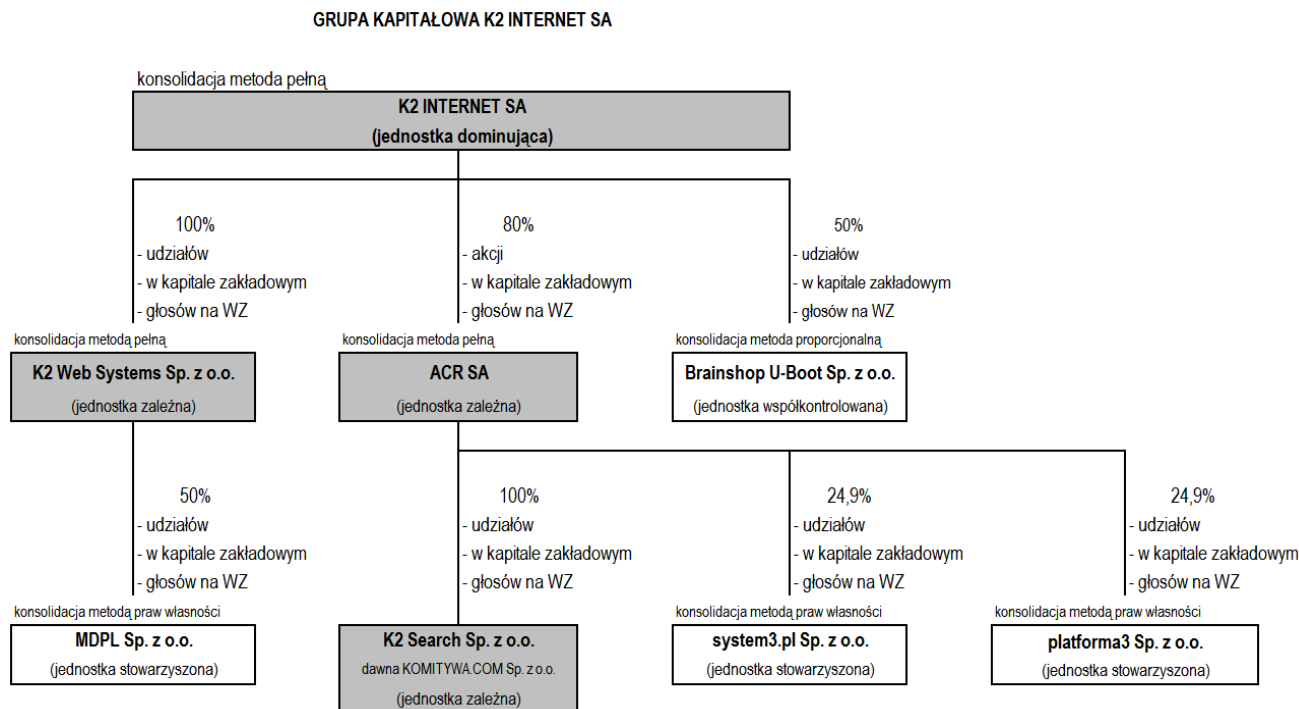 GRUPA KAPITAŁOWA K2 INTERNET SA
konsolidacja metoda pełną
K2 INTERNET SA
(jednostka dominująca)
100%
- udziałów
- w kapitale zakładowym
- głosów na WZ
80%
- akcji
- w kapitale zakładowym
- głosów na WZ
50%
- udziałów
- w kapitale zakładowym
- głosów na WZ
konsolidacja metodą pełną
K2 Web Systems Sp. z o.o.
(jednostka zależna)
konsolidacja metoda pełną
ACR SA
(jednostka zależna)
konsolidacja metoda proporcjonalną
Brainshop U-Boot Sp. z o.o.
(jednostka współkontrolowana)
50%
- udziałów
- w kapitale zakładowym
- głosów na WZ
100%
- udziałów
- w kapitale zakładowym
- głosów na WZ
24,9%
- udziałów
- w kapitale zakładowym
- głosów na WZ
24,9%
- udziałów
- w kapitale zakładowym
- głosów na WZ
konsolidacja metodą praw własności
MDPL Sp. z o.o.
(jednostka stowarzyszona)
K2 Search Sp. z o.o.
dawna KOMITYWA.COM Sp. z o.o.
(jednostka zależna)
konsolidacja metodą praw własności
system3.pl Sp. z o.o.
(jednostka stowarzyszona)
konsolidacja metodą praw własności
platforma3 Sp. z o.o.
(jednostka stowarzyszona)